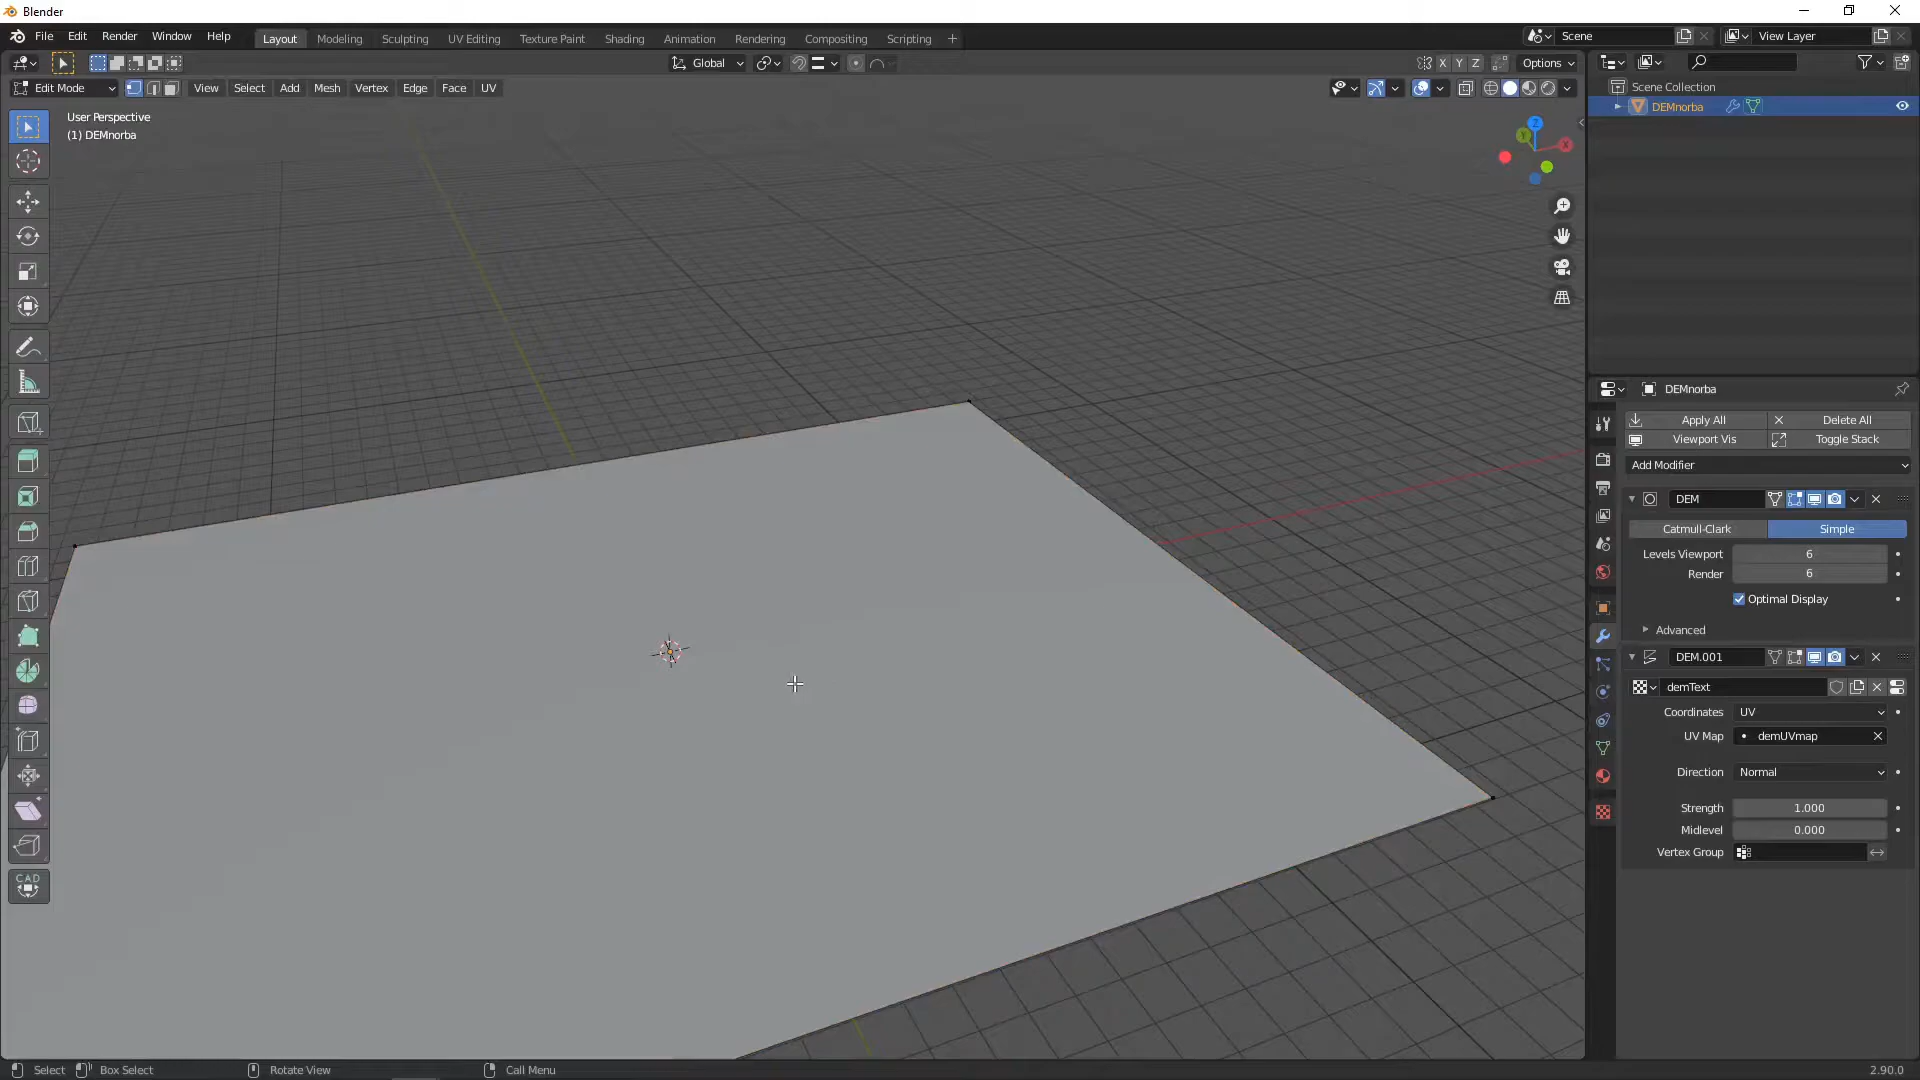 Blender
File Edit Render Window Help
Layout Modeling Sculpting UV Editing Texture Paint Shading Animation Rendering Compositing Scripting +
Scene
View Layer
Global
X Y Z
Options
Edit Mode
View Select Add Mesh Vertex Edge Face UV
Scene Collection
DEMnorba
User Perspective
(1) DEMnorba
Z
Y
X
CAD
DEMnorba
Apply All
Delete All
Viewport Vis
Toggle Stack
Add Modifier
DEM
Catmull-Clark
Simple
Levels Viewport 6
Render 6
Optimal Display
Advanced
DEM.001
demText
Coordinates UV
UV Map demUVmap
Direction Normal
Strength 1.000
Midlevel 0.000
Vertex Group
Select
Box Select
Rotate View
Call Menu
2.90.0